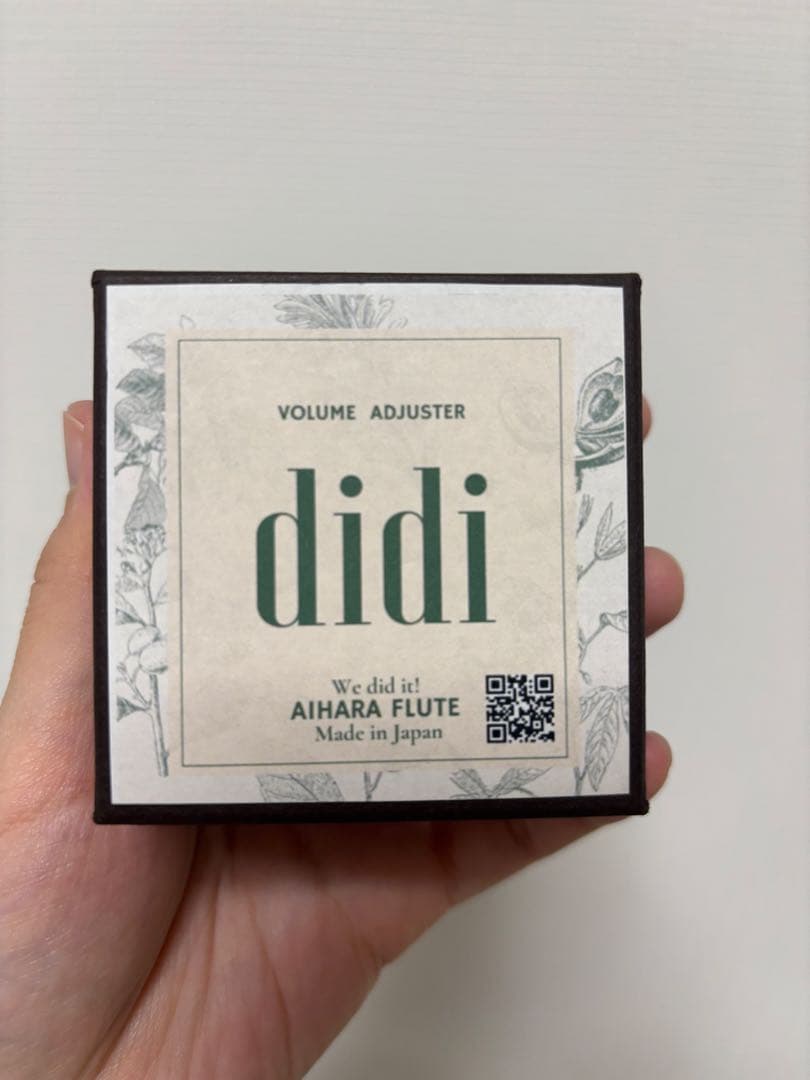 VOLUME ADJUSTER
didi
We did it!
AIHARA FLUTE
Made in Japan